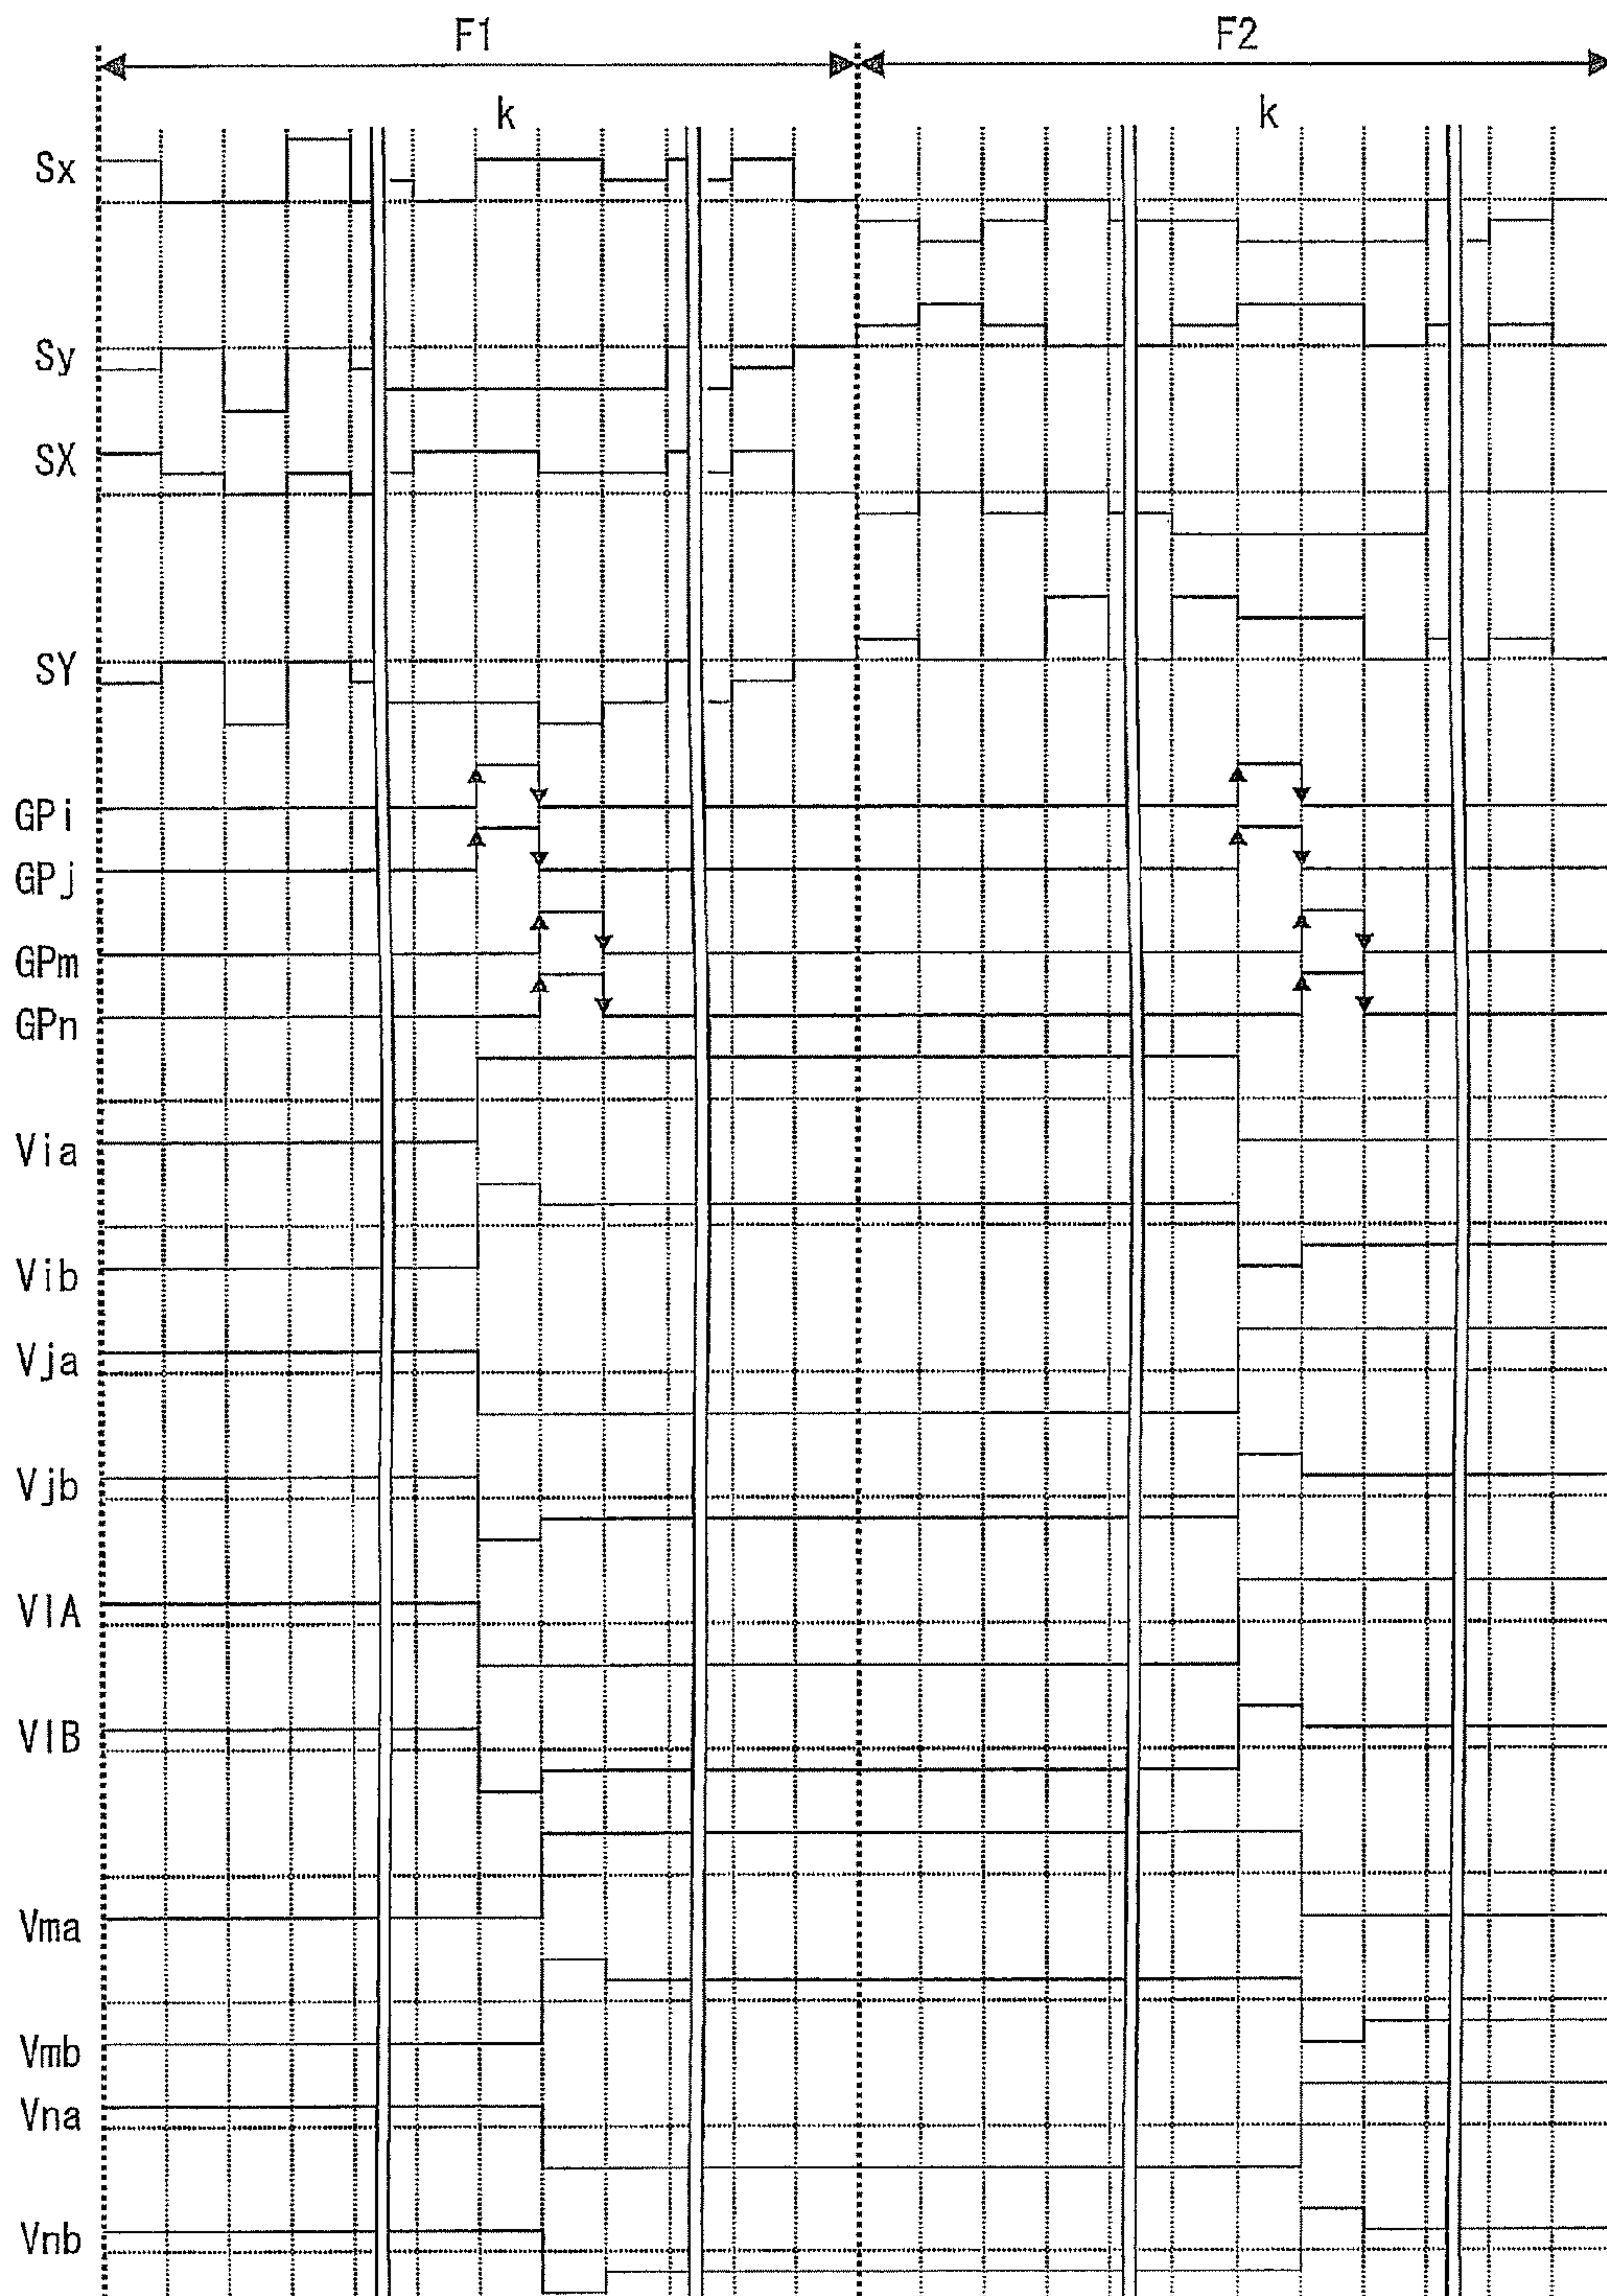 F1 F2
k k
Sx
Sy
SX
SY
GPi
GPj
GPm
GPn
Via
Vib
Vja
Vjb
VIA
VIB
Vma
Vmb
Vna
Vnb